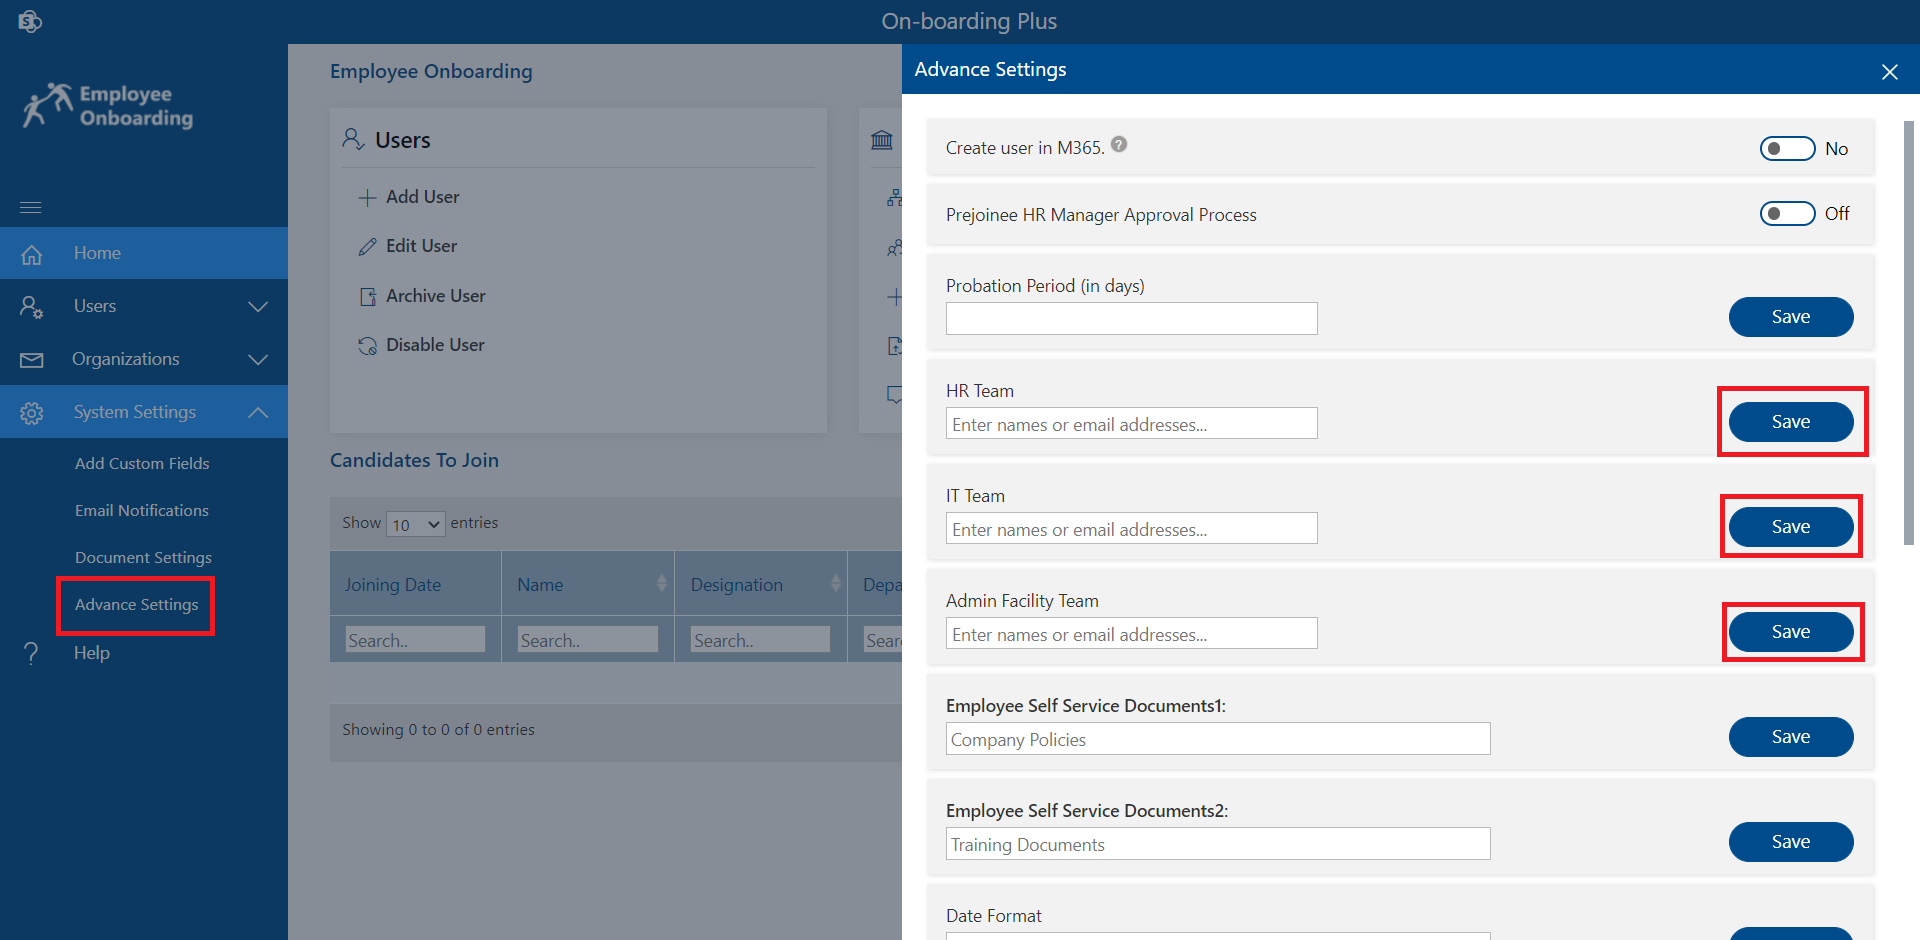 On-boarding Plus
Employee
Onboarding
Home
Users
Organizations
System Settings
Add Custom Fields
Email Notifications
Document Settings
Advance Settings
Help
Employee Onboarding
Users
Add User
Edit User
Archive User
Disable User
Candidates To Join
Show 10 entries
Joining Date Name Designation Depa
Search.. Search.. Search.. Sear
Showing 0 to 0 of 0 entries
Advance Settings
Create user in M365. ?
No
Prejoinee HR Manager Approval Process
Off
Probation Period (in days)
Save
HR Team
Enter names or email addresses...
Save
IT Team
Enter names or email addresses...
Save
Admin Facility Team
Enter names or email addresses...
Save
Employee Self Service Documents1:
Company Policies
Save
Employee Self Service Documents2:
Training Documents
Save
Date Format